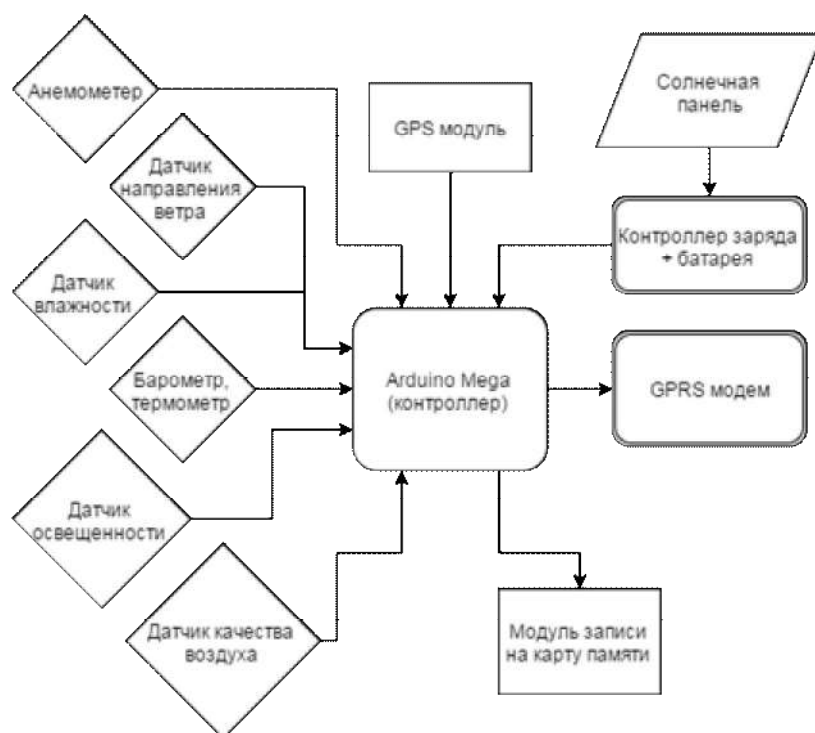 Анемометер
GPS модуль
Солнечная
панель
Датчик
направления
ветра
Контроллер заряда
+ батарея
Датчик
влажности
Барометр,
термометр
Arduino Mega
(контроллер)
GPRS модем
Датчик
освещенности
Датчик качества
воздуха
Модуль записи
на карту памяти